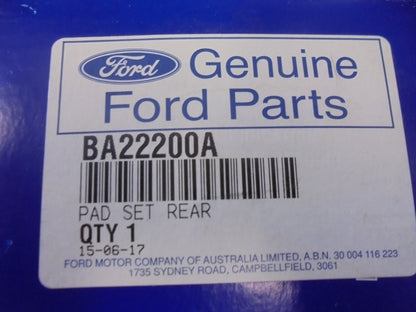 Ford Genuine
Ford Parts
BA22200A
PAD SET REAR
QTY 1
15-06-17
FORD MOTOR COMPANY OF AUSTRALIA LIMITED, A.B.N. 30 004 116 223
1735 SYDNEY ROAD, CAMPBELLFIELD, 3061